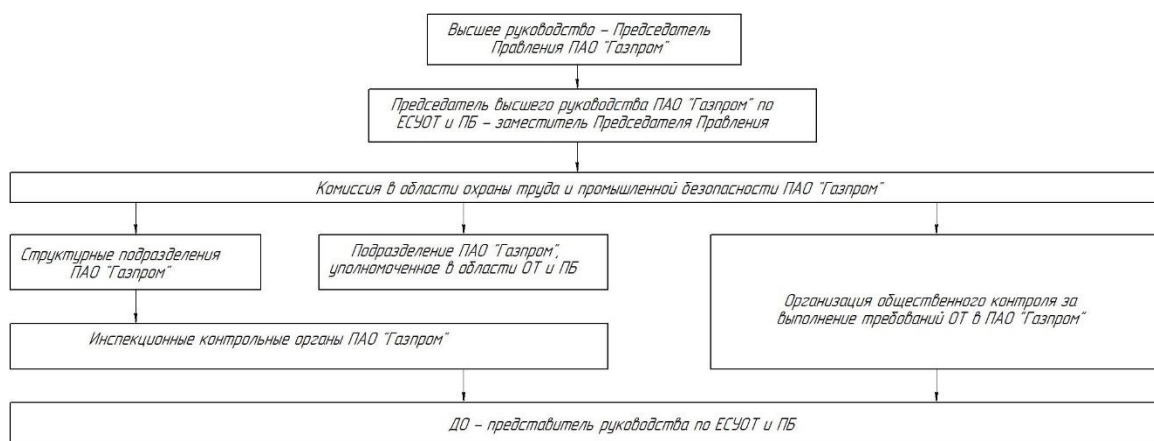 Высшее руководство – Председатель
Правления ПАО "Газпром"
Председатель высшего руководства ПАО "Газпром" по
ЕСУОТ и ПБ – заместитель Председателя Правления
Комиссия в области охраны труда и промышленной безопасности ПАО "Газпром"
Структурные подразделения
ПАО "Газпром"
Подразделение ПАО "Газпром",
уполномоченное в области ОТ и ПБ
Организация общественного контроля за
выполнение требований ОТ в ПАО "Газпром"
Инспекционные контрольные органы ПАО "Газпром"
ДО – представитель руководства по ЕСУОТ и ПБ